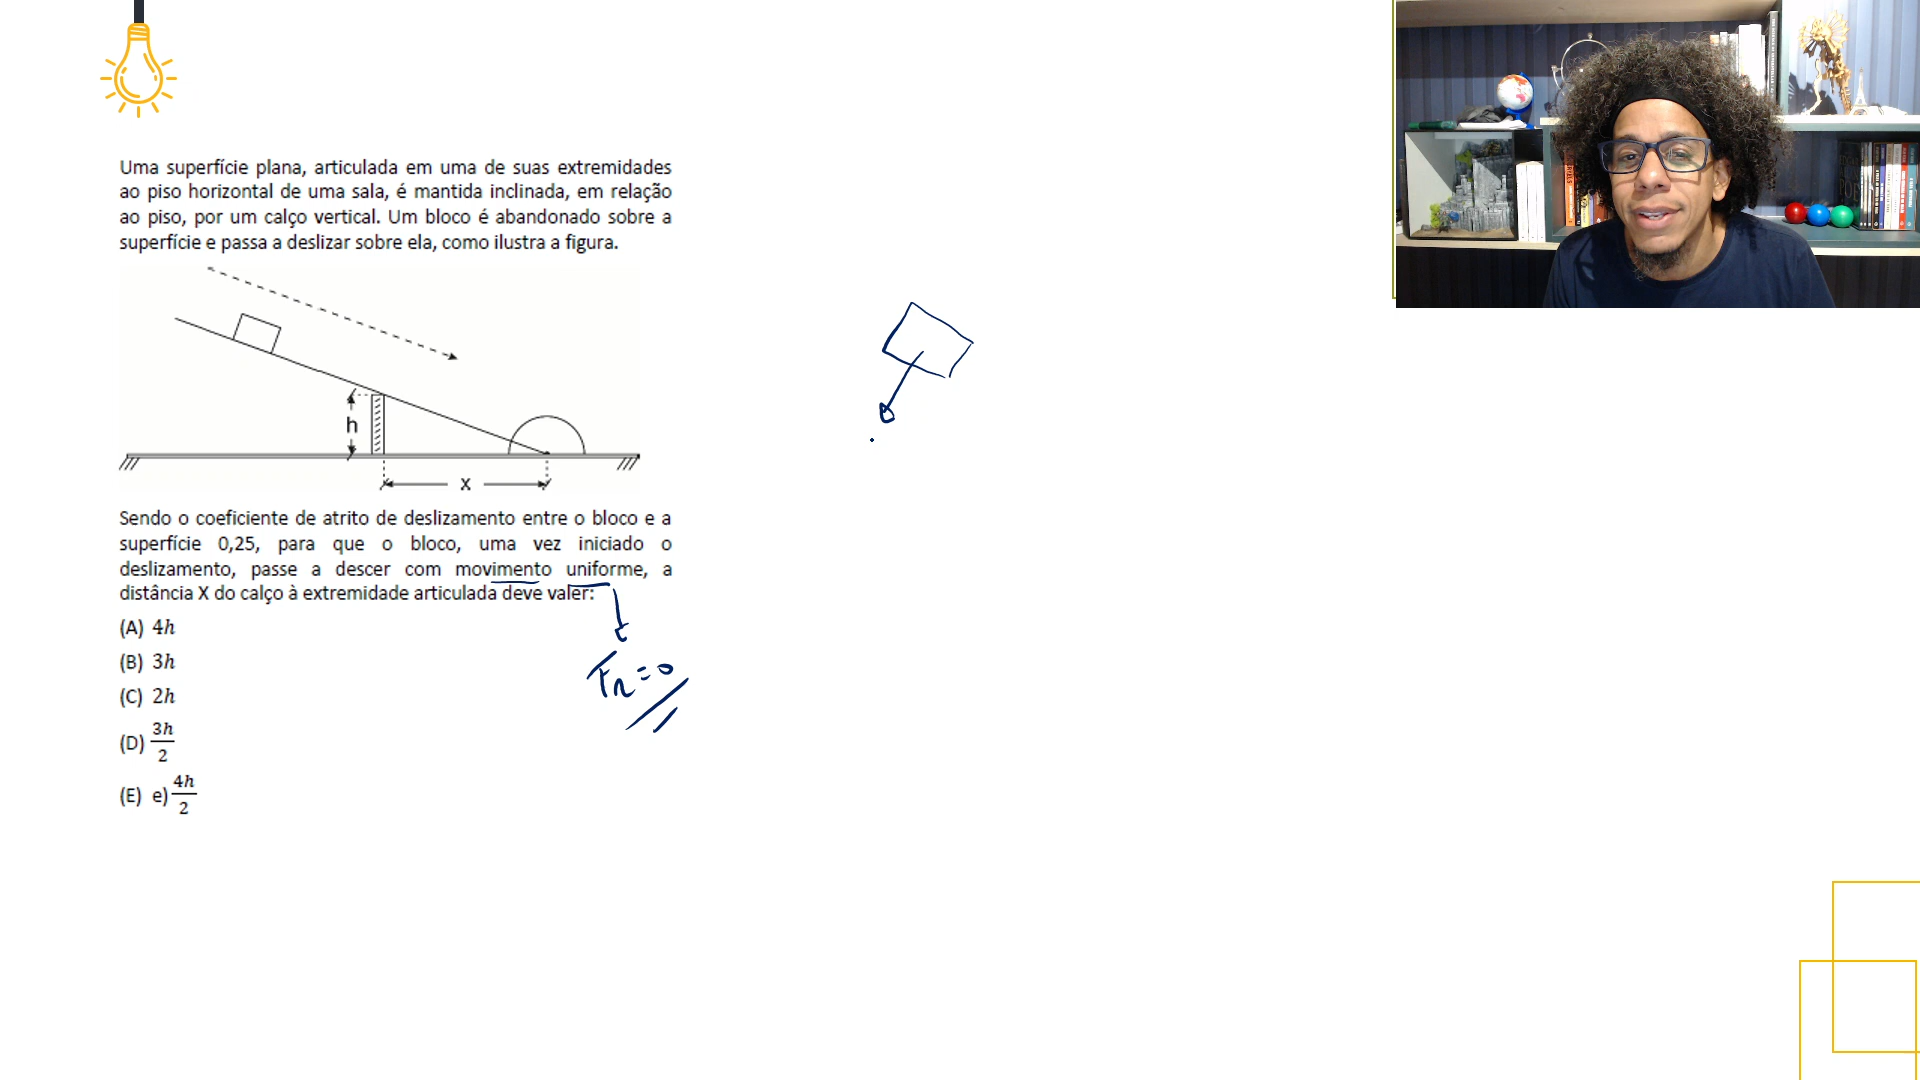 Uma superfície plana, articulada em uma de suas extremidades
ao piso horizontal de uma sala, é mantida inclinada, em relação
ao piso, por um calço vertical. Um bloco é abandonado sobre a
superfície e passa a deslizar sobre ela, como ilustra a figura.
h
x
Sendo o coeficiente de atrito de deslizamento entre o bloco e a
superfície 0,25, para que o bloco, uma vez iniciado o
deslizamento, passe a descer com movimento uniforme, a
distância X do calço à extremidade articulada deve valer:
(A) 4h
(B) 3h
(C) 2h
(D) 3h/2
(E) e) 4h/2
FR=0